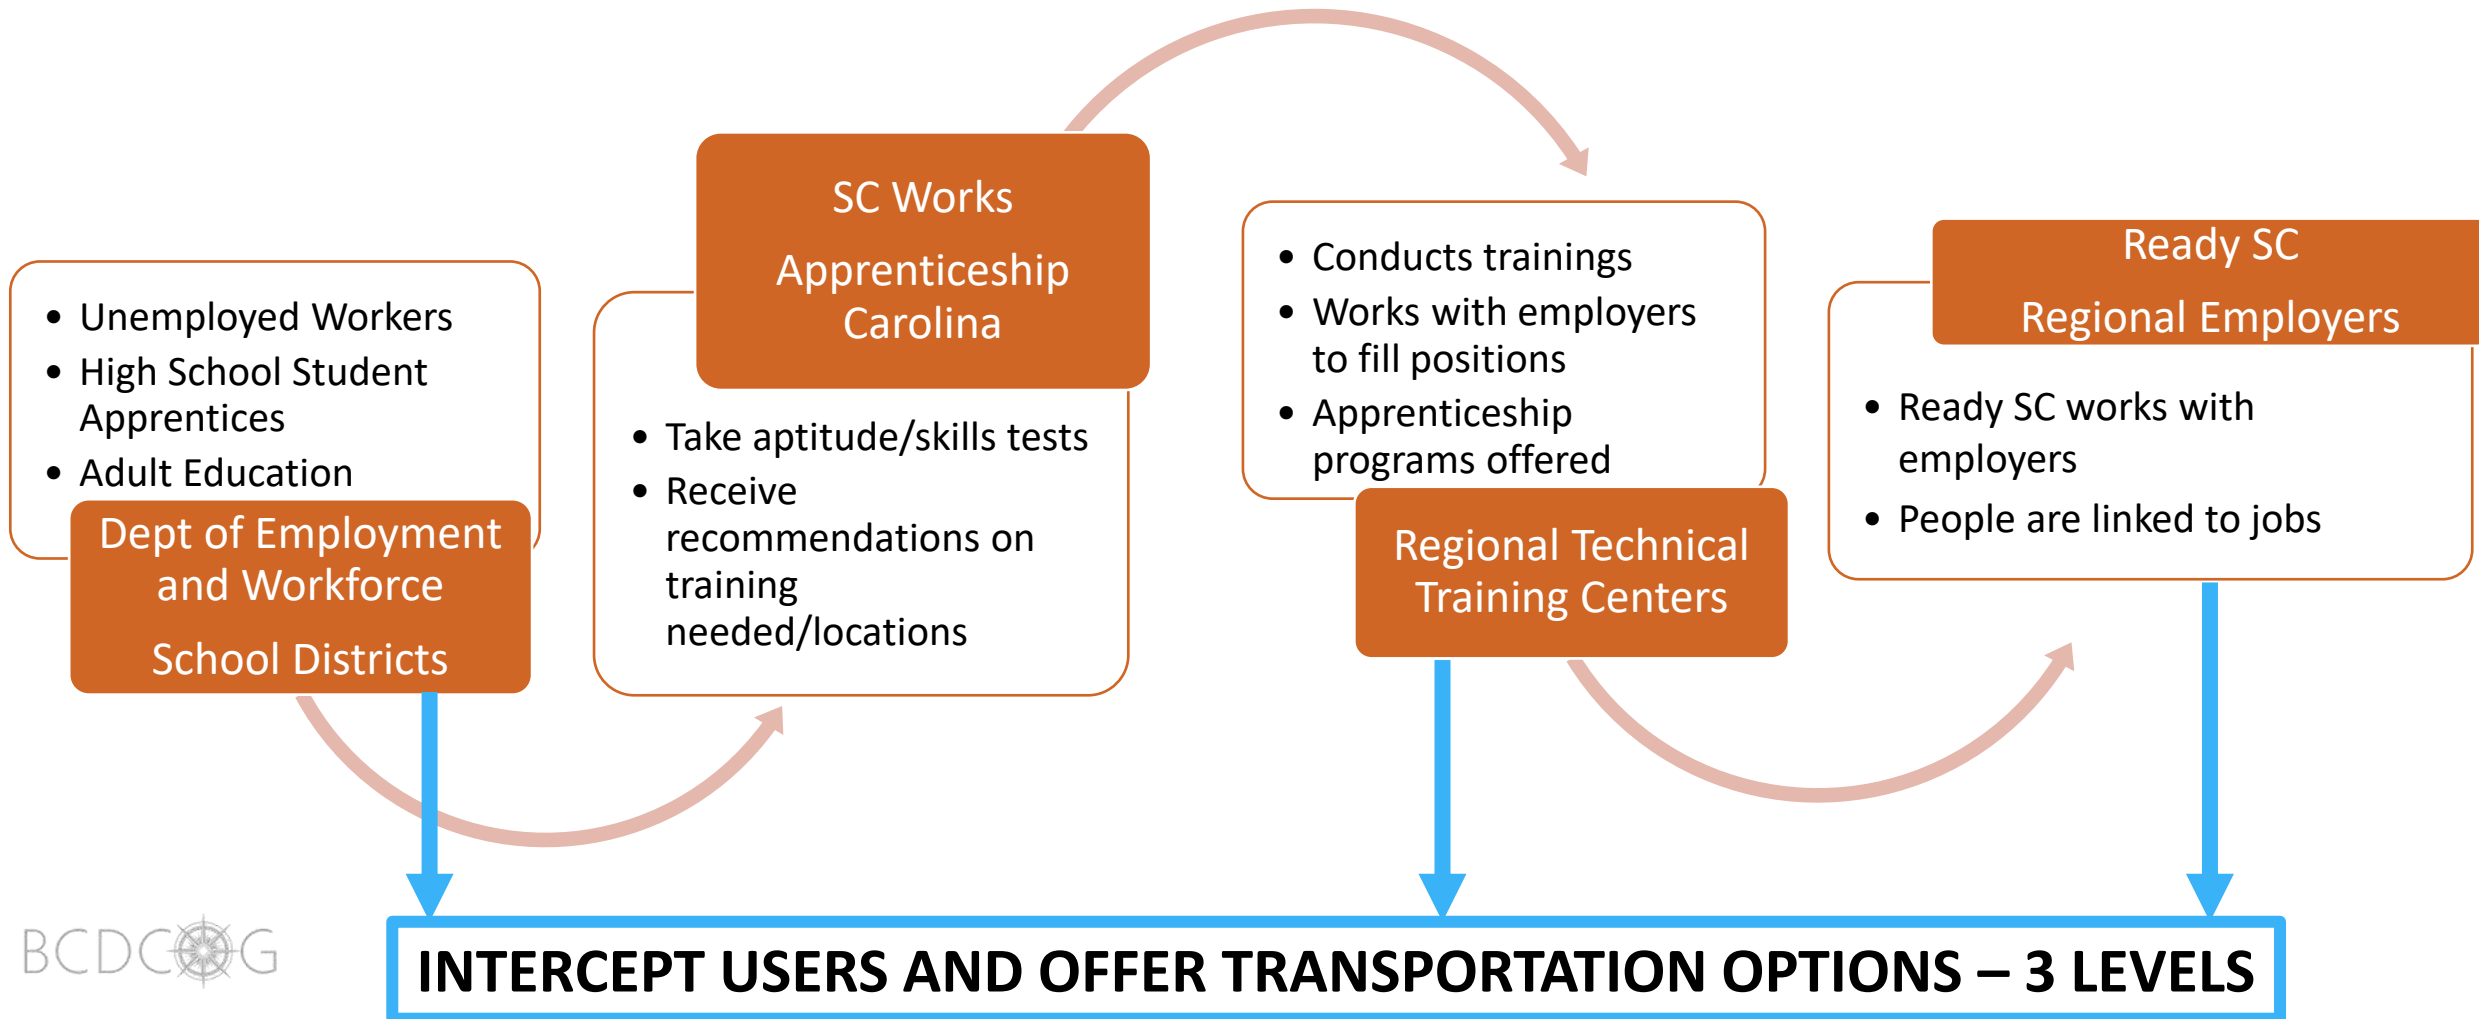 • Unemployed Workers
• High School Student
Apprentices
• Adult Education
Dept of Employment
and Workforce
School Districts
SC Works
Apprenticeship
Carolina
• Take aptitude/skills tests
• Receive
recommendations on
training
needed/locations
• Conducts trainings
• Works with employers
to fill positions
• Apprenticeship
programs offered
Regional Technical
Training Centers
Ready SC
Regional Employers
• Ready SC works with
employers
• People are linked to jobs
BCDCOG
INTERCEPT USERS AND OFFER TRANSPORTATION OPTIONS – 3 LEVELS